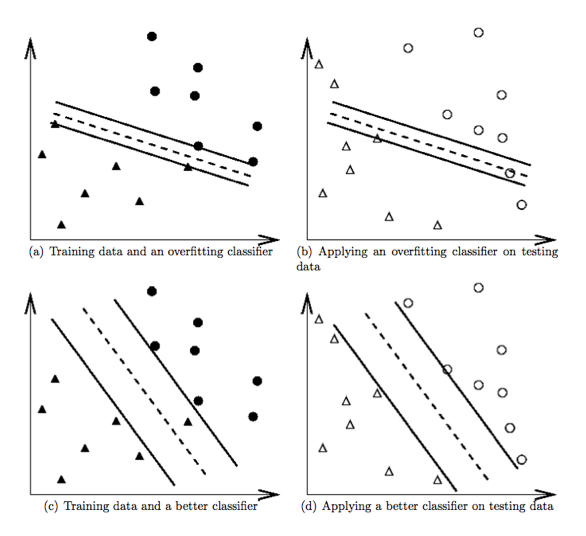 (a) Training data and an overfitting classifier
(b) Applying an overfitting classifier on testing
data
(c) Training data and a better classifier
(d) Applying a better classifier on testing data